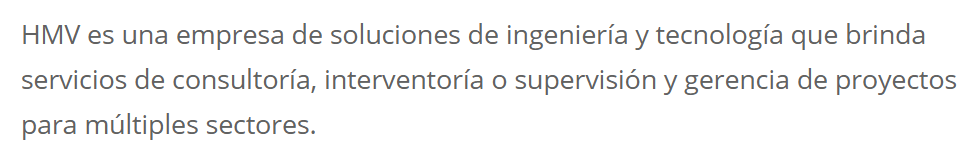 HMV es una empresa de soluciones de ingeniería y tecnología que brinda
servicios de consultoría, interventoría o supervisión y gerencia de proyectos
para múltiples sectores.